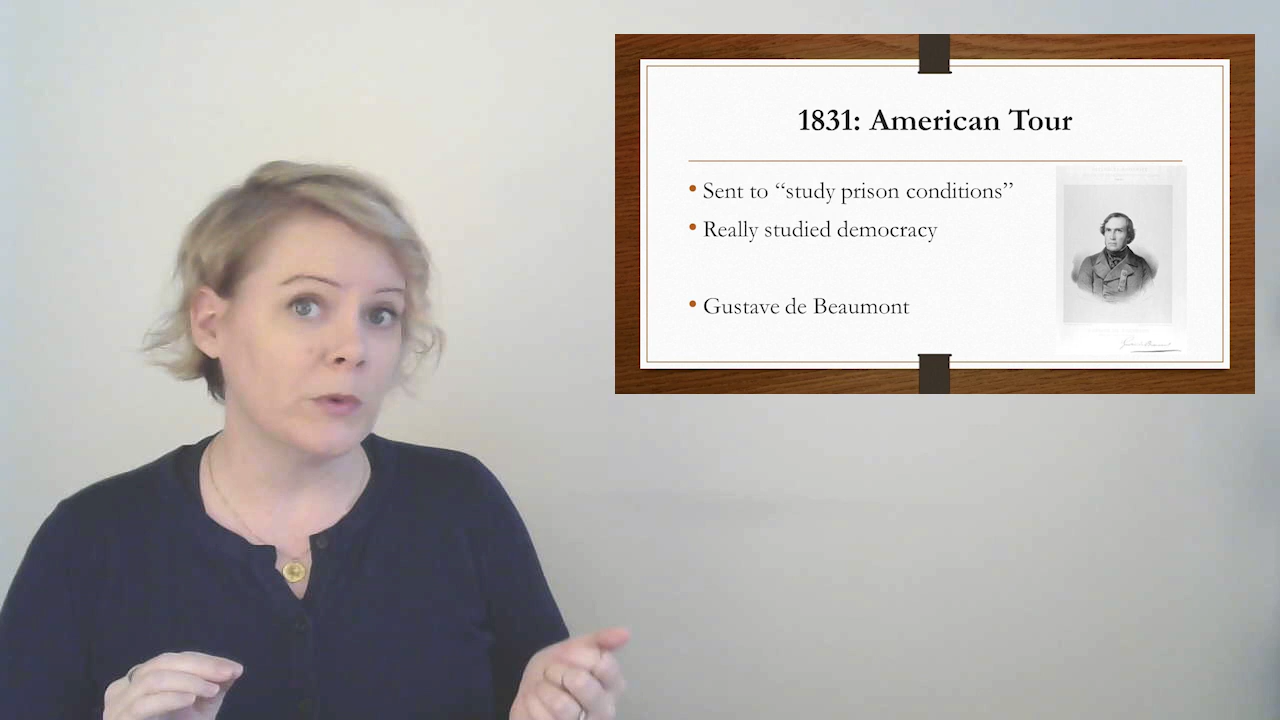 1831: American Tour
• Sent to “study prison conditions”
• Really studied democracy
• Gustave de Beaumont